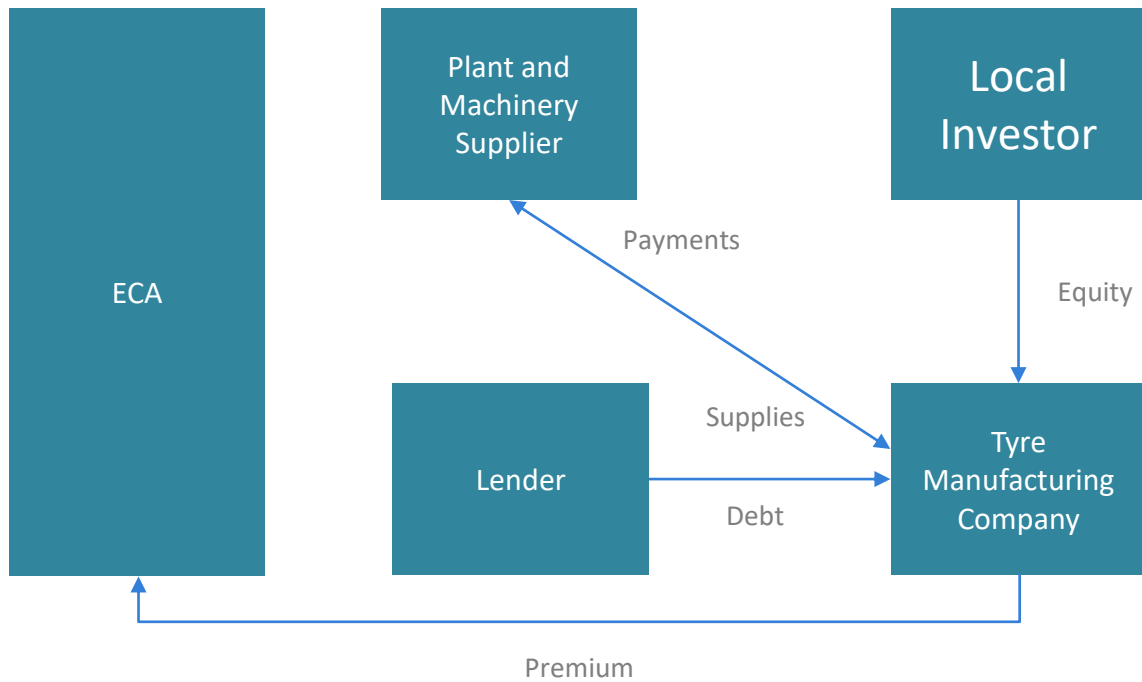 Plant and
Machinery
Supplier
Local
Investor
Payments
ECA
Equity
Supplies
Lender
Tyre
Manufacturing
Company
Debt
Premium